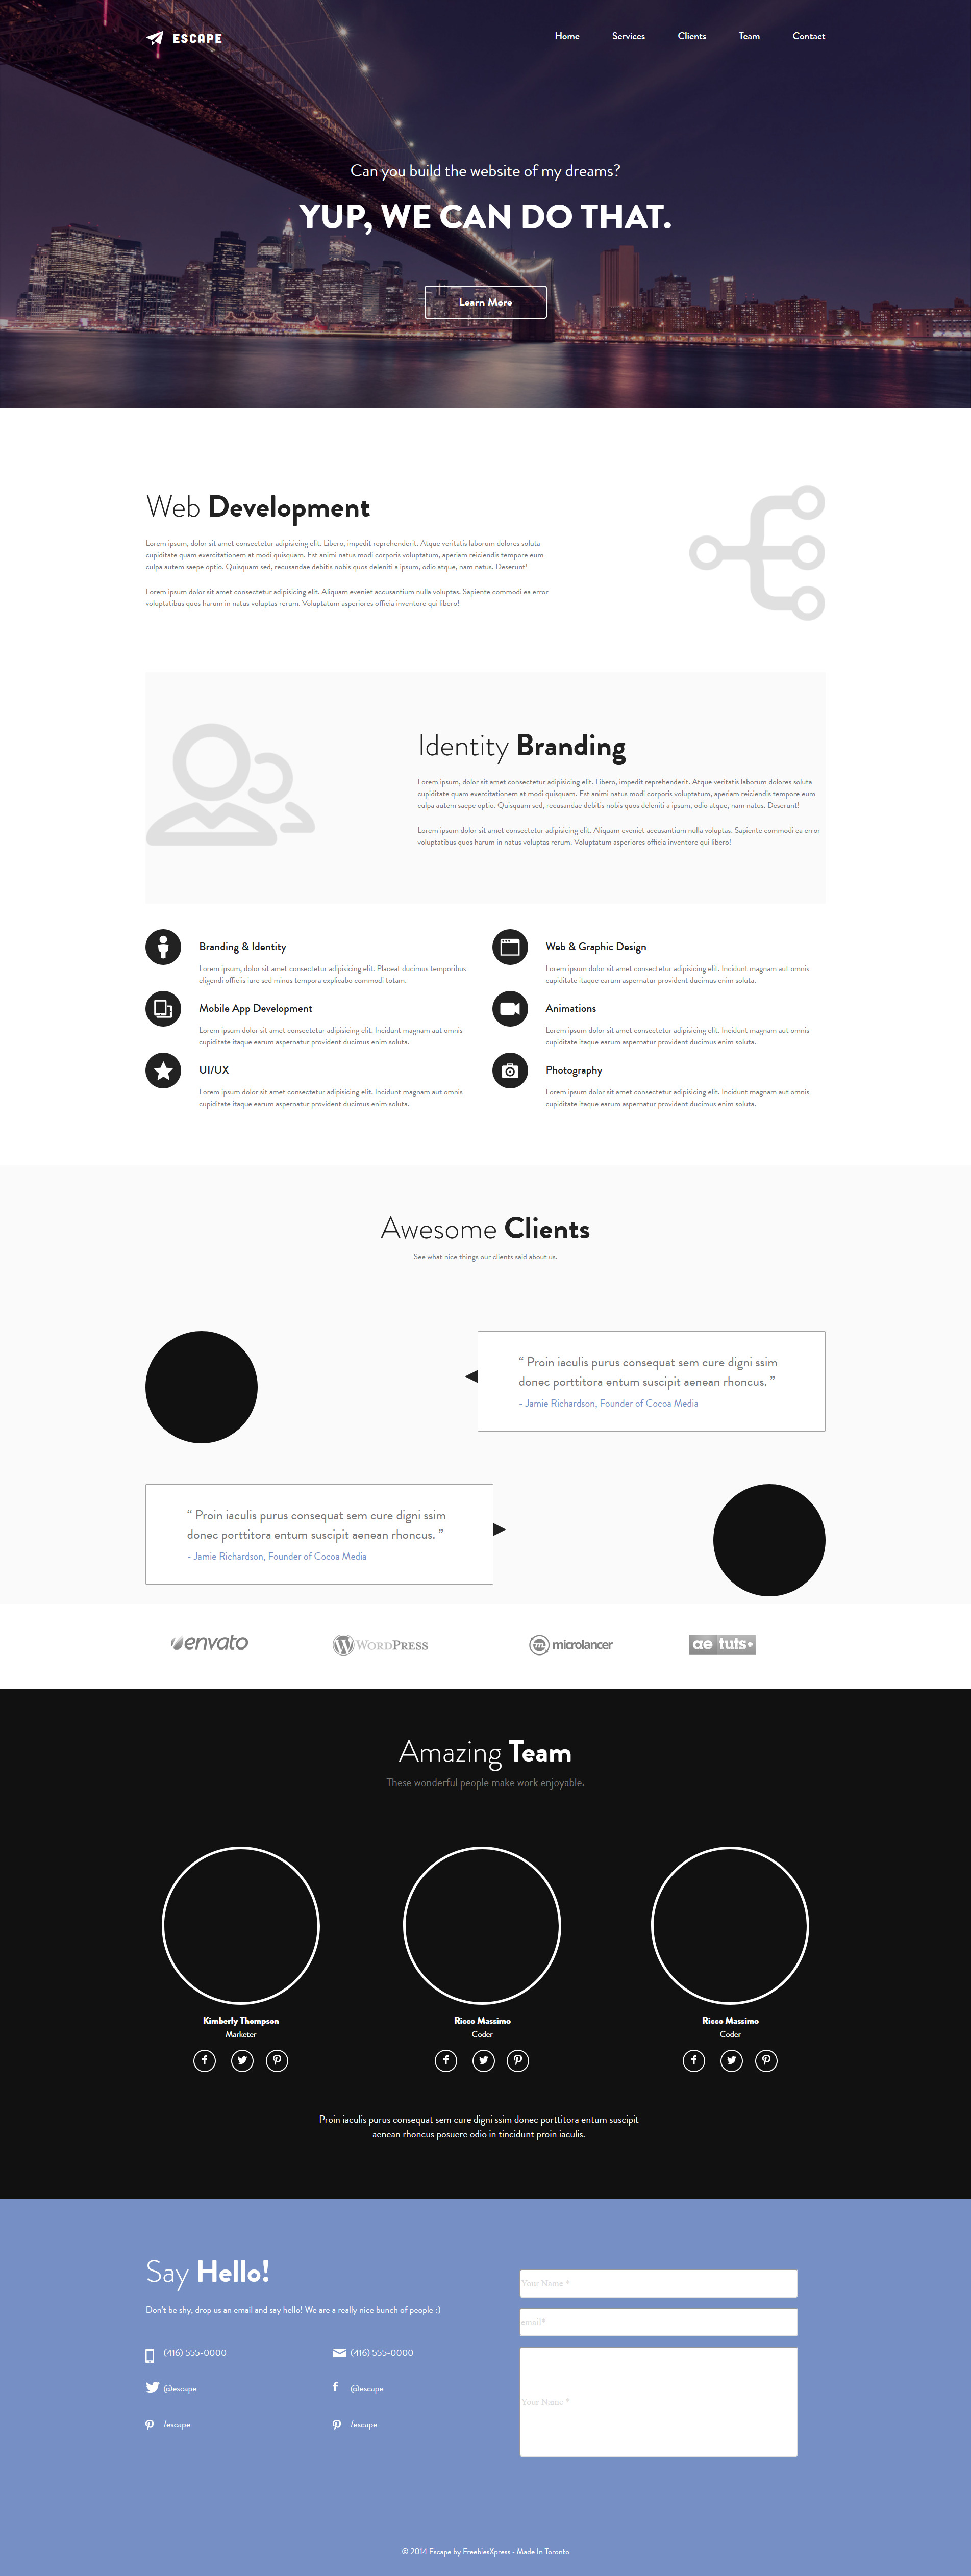 ESCAPE
Home Services Clients Team Contact
Can you build the website of my dreams?
YUP, WE CAN DO THAT.
Learn More
Web Development
Lorem ipsum, dolor sit amet consectetur adipisicing elit. Libero, impedit reprehenderit. Atque veritatis laborum dolores soluta
cupiditate quam exercitationem at modi quisquam. Est animi natus modi corporis voluptatum, aperiam reiciendis tempore eum
culpa autem saepe optio. Quisquam sed, recusandae debitis nobis quos deleniti a ipsum, odio atque, nam natus. Deserunt!
Lorem ipsum dolor sit amet consectetur adipisicing elit. Aliquam eveniet accusantium nulla voluptas. Sapiente commodi ea error
voluptatibus quos harum in natus voluptas rerum. Voluptatum asperiores officia inventore qui libero!
Identity Branding
Lorem ipsum, dolor sit amet consectetur adipisicing elit. Libero, impedit reprehenderit. Atque veritatis laborum dolores soluta
cupiditate quam exercitationem at modi quisquam. Est animi natus modi corporis voluptatum, aperiam reiciendis tempore eum
culpa autem saepe optio. Quisquam sed, recusandae debitis nobis quos deleniti a ipsum, odio atque, nam natus. Deserunt!
Lorem ipsum dolor sit amet consectetur adipisicing elit. Aliquam eveniet accusantium nulla voluptas. Sapiente commodi ea error
voluptatibus quos harum in natus voluptas rerum. Voluptatum asperiores officia inventore qui libero!
Branding & Identity
Lorem ipsum, dolor sit amet consectetur adipisicing elit. Placeat ducimus temporibus
eligendi officiis iure sed minus tempora explicabo commodi totam.
Web & Graphic Design
Lorem ipsum dolor sit amet consectetur adipisicing elit. Incidunt magnam aut omnis
cupiditate itaque earum aspernatur provident ducimus enim soluta.
Mobile App Development
Lorem ipsum dolor sit amet consectetur adipisicing elit. Incidunt magnam aut omnis
cupiditate itaque earum aspernatur provident ducimus enim soluta.
Animations
Lorem ipsum dolor sit amet consectetur adipisicing elit. Incidunt magnam aut omnis
cupiditate itaque earum aspernatur provident ducimus enim soluta.
UI/UX
Lorem ipsum dolor sit amet consectetur adipisicing elit. Incidunt magnam aut omnis
cupiditate itaque earum aspernatur provident ducimus enim soluta.
Photography
Lorem ipsum dolor sit amet consectetur adipisicing elit. Incidunt magnam aut omnis
cupiditate itaque earum aspernatur provident ducimus enim soluta.
Awesome Clients
See what nice things our clients said about us.
“ Proin iaculis purus consequat sem cure digni ssim
donec porttitora entum suscipit aenean rhoncus. ”
- Jamie Richardson, Founder of Cocoa Media
“ Proin iaculis purus consequat sem cure digni ssim
donec porttitora entum suscipit aenean rhoncus. ”
- Jamie Richardson, Founder of Cocoa Media
envato WORDPRESS microlancer ae tuts+
Amazing Team
These wonderful people make work enjoyable.
Kimberly Thompson
Marketer
Ricco Massimo
Coder
Ricco Massimo
Coder
Proin iaculis purus consequat sem cure digni ssim donec porttitora entum suscipit
aenean rhoncus posuere odio in tincidunt proin iaculis.
Say Hello!
Don't be shy, drop us an email and say hello! We are a really nice bunch of people :)
(416) 555-0000 (416) 555-0000
@escape @escape
/escape /escape
Your Name *
email*
Your Name *
© 2014 Escape by FreebiesXpress • Made In Toronto